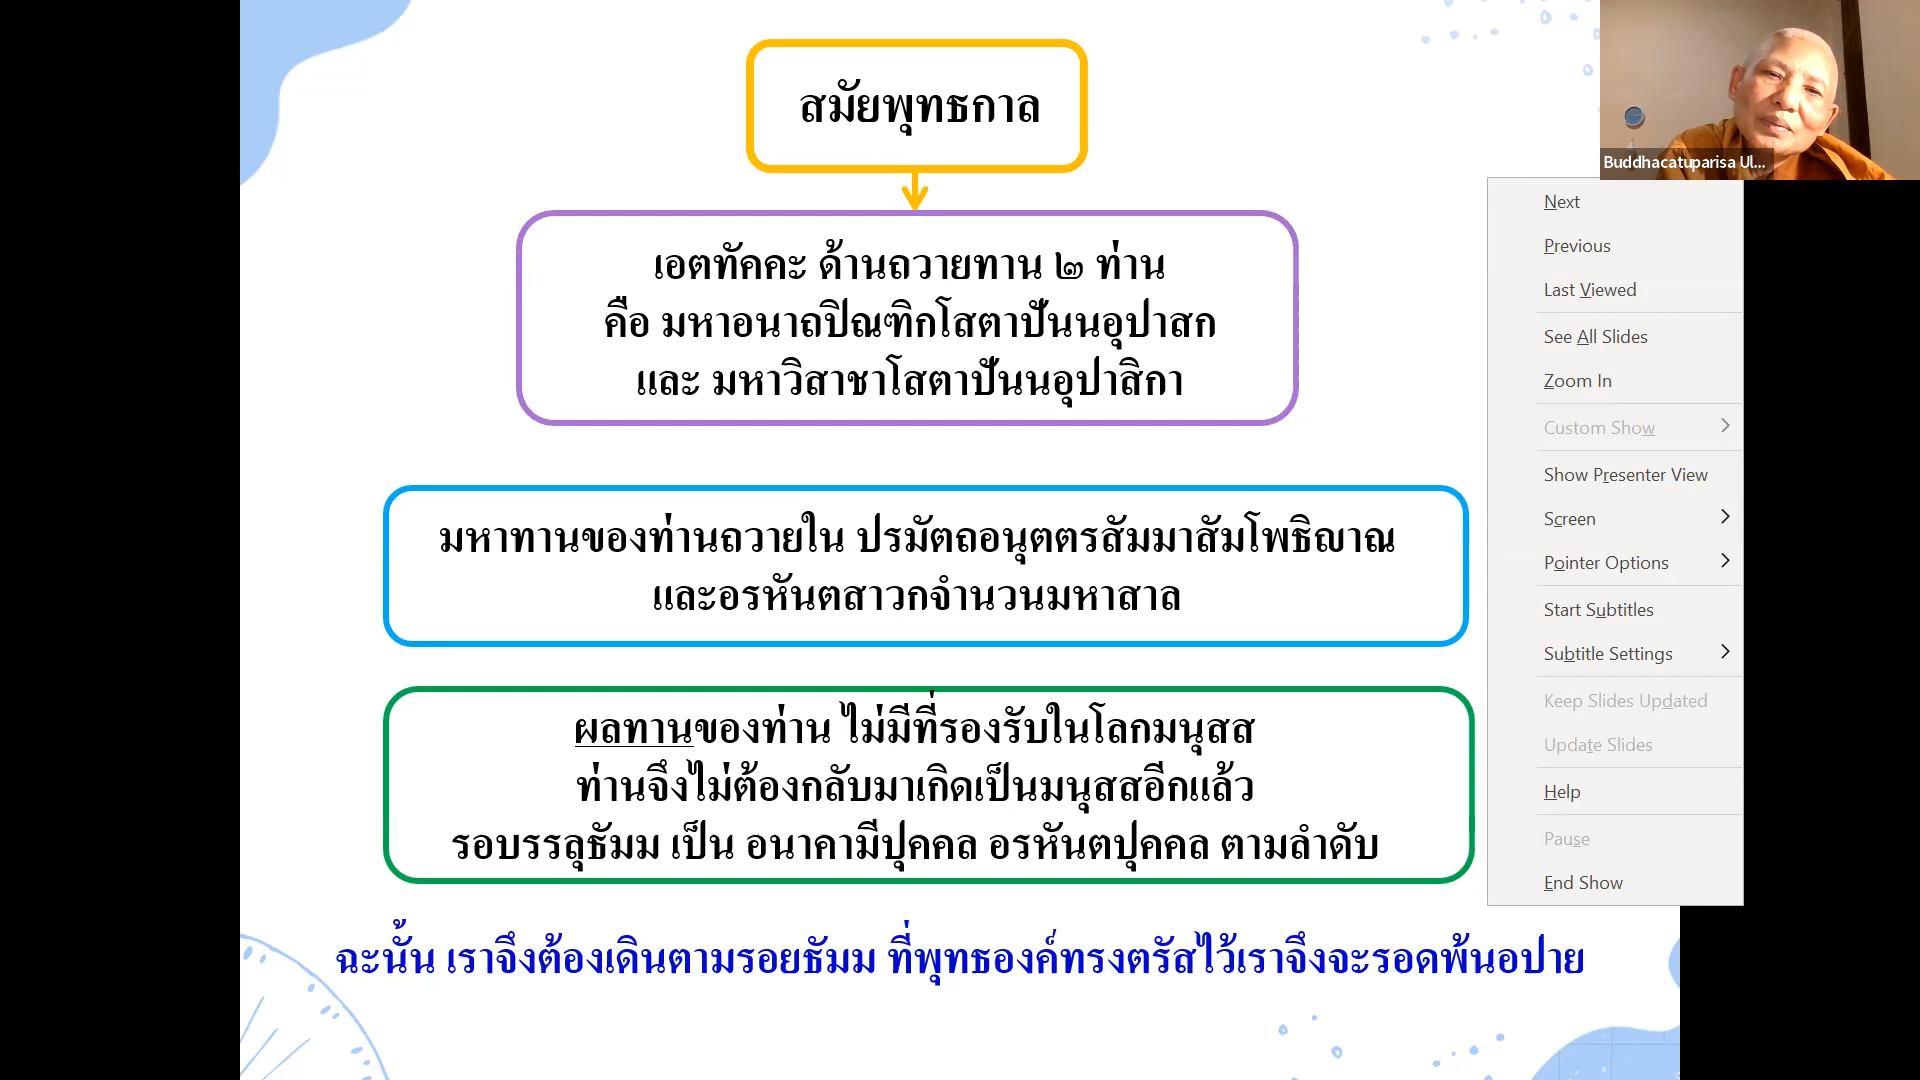 สมัยพุทธกาล
เอตทัคคะ ด้านถวายทาน ๒ ท่าน
คือ มหาอนาถปิณฑิกโสตาปันนอุปาสก
และ มหาวิสาขาโสตาปันนอุปาสิกา
มหาทานของท่านถวายใน ปรมัตถอนุตตรสัมมาสัมโพธิญาณ
และอรหันตสาวกจำนวนมหาสาล
ผลทานของท่าน ไม่มีที่รองรับในโลกมนุสส
ท่านจึงไม่ต้องกลับมาเกิดเป็นมนุสสอีกแล้ว
รอบรรลุธัมม เป็น อนาคามีปุคคล อรหันตปุคคล ตามลำดับ
ฉะนั้น เราจึงต้องเดินตามรอยธัมม ที่พุทธองค์ทรงตรัสไว้เราจึงจะรอดพ้นอปาย
Buddhacatuparisa Ul...
Next
Previous
Last Viewed
See All Slides
Zoom In
Custom Show
Show Presenter View
Screen
Pointer Options
Start Subtitles
Subtitle Settings
Keep Slides Updated
Update Slides
Help
Pause
End Show